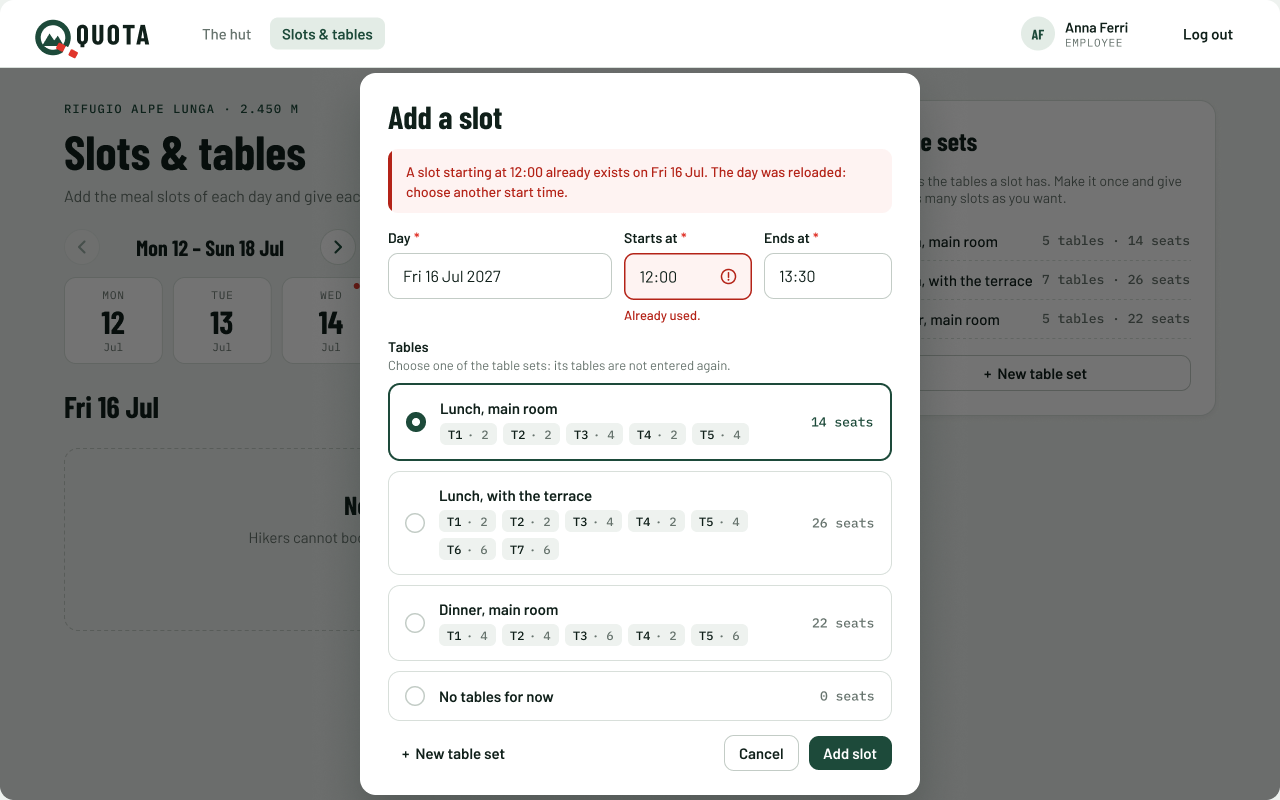 QUOTA
The hut
Slots & tables
AF
Anna Ferri
EMPLOYEE
Log out
RIFUGIO ALPE LUNGA · 2.450 M
Slots & tables
Add the meal slots of each day and give eac
Mon 12 – Sun 18 Jul
MON
12
Jul
TUE
13
Jul
WED
14
Jul
Fri 16 Jul
Hikers cannot boo
Add a slot
A slot starting at 12:00 already exists on Fri 16 Jul. The day was reloaded:
choose another start time.
Day *
Starts at *
Ends at *
Fri 16 Jul 2027
12:00
13:30
Already used.
Tables
Choose one of the table sets: its tables are not entered again.
Lunch, main room
T1 · 2
T2 · 2
T3 · 4
T4 · 2
T5 · 4
14 seats
Lunch, with the terrace
T1 · 2
T2 · 2
T3 · 4
T4 · 2
T5 · 4
T6 · 6
T7 · 6
26 seats
Dinner, main room
T1 · 4
T2 · 4
T3 · 6
T4 · 2
T5 · 6
22 seats
No tables for now
0 seats
+ New table set
Cancel
Add slot
e sets
s the tables a slot has. Make it once and give
many slots as you want.
, main room
5 tables · 14 seats
, with the terrace
7 tables · 26 seats
r, main room
5 tables · 22 seats
+ New table set